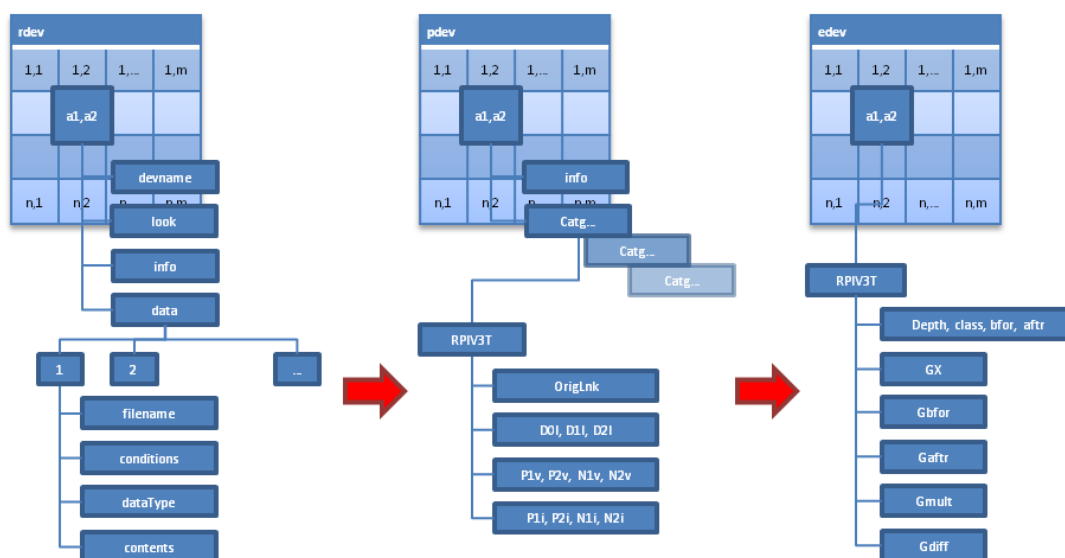 rdev
1,1 1,2 1,... 1,m
a1,a2
devname
n,1 n,2 n, n,m
look
info
data
1 2 ...
filename
conditions
dataType
contents
pdev
1,1 1,2 1,... 1,m
a1,a2
info
n,1 n,2 n, n,m
Catg...
Catg...
Catg...
RPIV3T
OrigLnk
D0I, D1I, D2I
P1v, P2v, N1v, N2v
P1i, P2i, N1i, N2i
edev
1,1 1,2 1,... 1,m
a1,a2
n,1 n,2 n,... n,m
RPIV3T
Depth, class, bfor, aftr
GX
Gbfor
Gaftr
Gmult
Gdiff